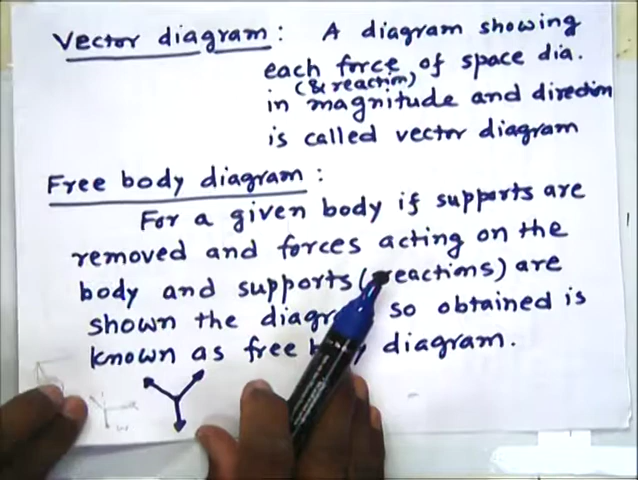 Vector diagram : A diagram showing
each force of space dia.
(& reaction)
in magnitude and direction
is called vector diagram
Free body diagram :
For a given body if supports are
removed and forces acting on the
body and supports (reactions) are
shown the diagra so obtained is
known as free b y diagram.